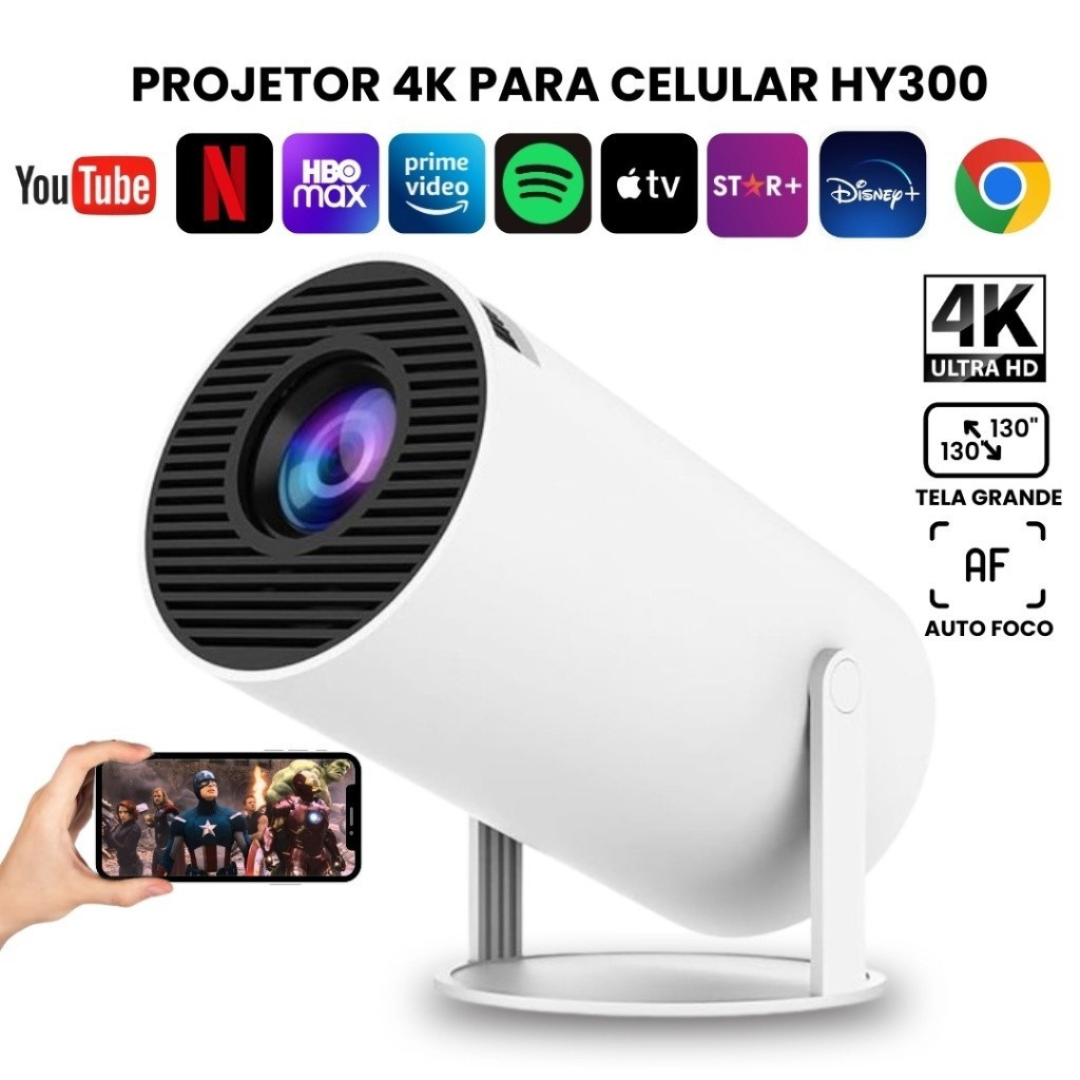 PROJETOR 4K PARA CELULAR HY300
YouTube
N
HBO
max
prime
video
tv
ST★R+
Disney+
4K
ULTRA HD
130"
130"
TELA GRANDE
AF
AUTO FOCO